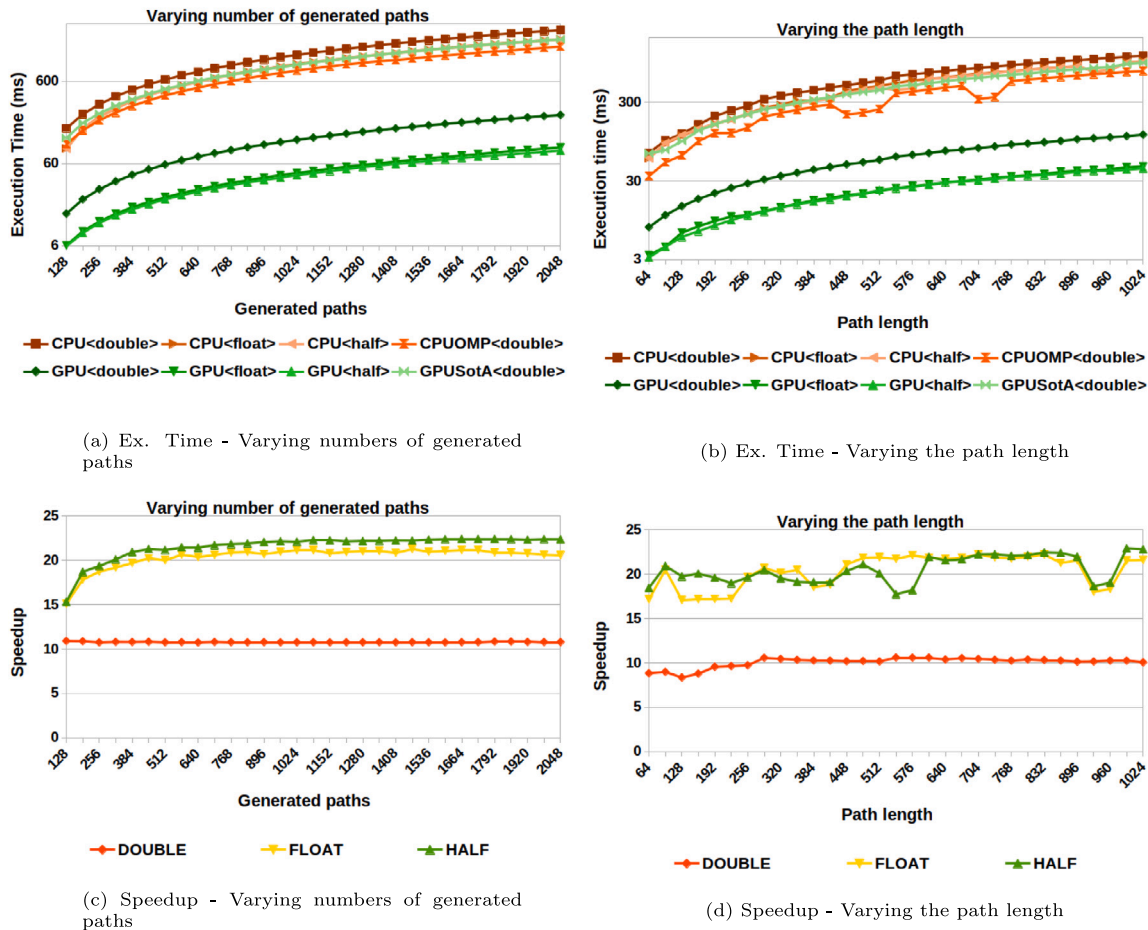 Varying number of generated paths
Execution Time (ms)
600
60
6
128 256 384 512 640 768 896 1024 1152 1280 1408 1536 1664 1792 1920 2048
Generated paths
CPU<double> CPU<float> CPU<half> CPUOMP<double>
GPU<double> GPU<float> GPU<half> GPUSotA<double>
(a) Ex. Time - Varying numbers of generated
paths
Varying the path length
Execution time (ms)
300
30
3
64 128 192 256 320 384 448 512 576 640 704 768 832 896 960 1024
Path length
CPU<double> CPU<float> CPU<half> CPUOMP<double>
GPU<double> GPU<float> GPU<half> GPUSotA<double>
(b) Ex. Time - Varying the path length
Varying number of generated paths
Speedup
25
20
15
10
5
0
128 256 384 512 640 768 896 1024 1152 1280 1408 1536 1664 1792 1920 2048
Generated paths
DOUBLE FLOAT HALF
(c) Speedup - Varying numbers of generated
paths
Varying the path length
Speedup
25
20
15
10
5
0
64 128 192 256 320 384 448 512 576 640 704 768 832 896 960 1024
Path length
DOUBLE FLOAT HALF
(d) Speedup - Varying the path length